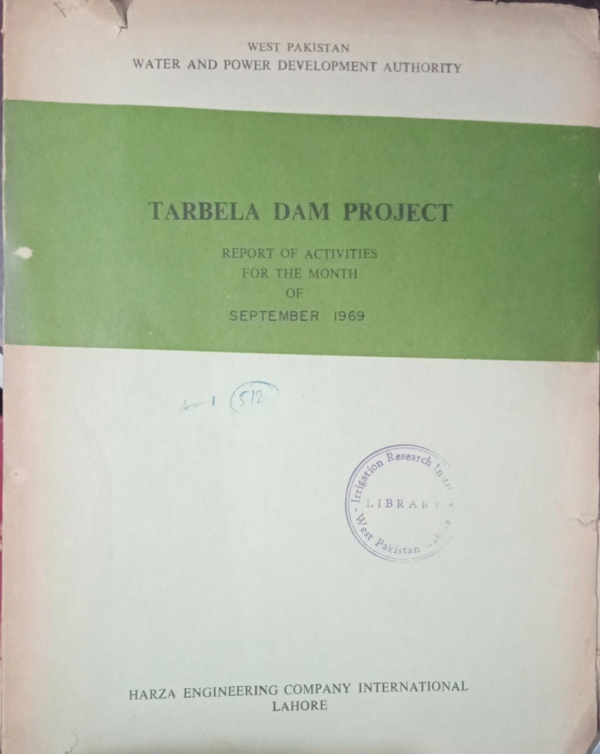 WEST PAKISTAN
WATER AND POWER DEVELOPMENT AUTHORITY
TARBELA DAM PROJECT
REPORT OF ACTIVITIES
FOR THE MONTH
OF
SEPTEMBER 1969
512
Irrigation Research
LIBRARY
West Pakistan
HARZA ENGINEERING COMPANY INTERNATIONAL
LAHORE